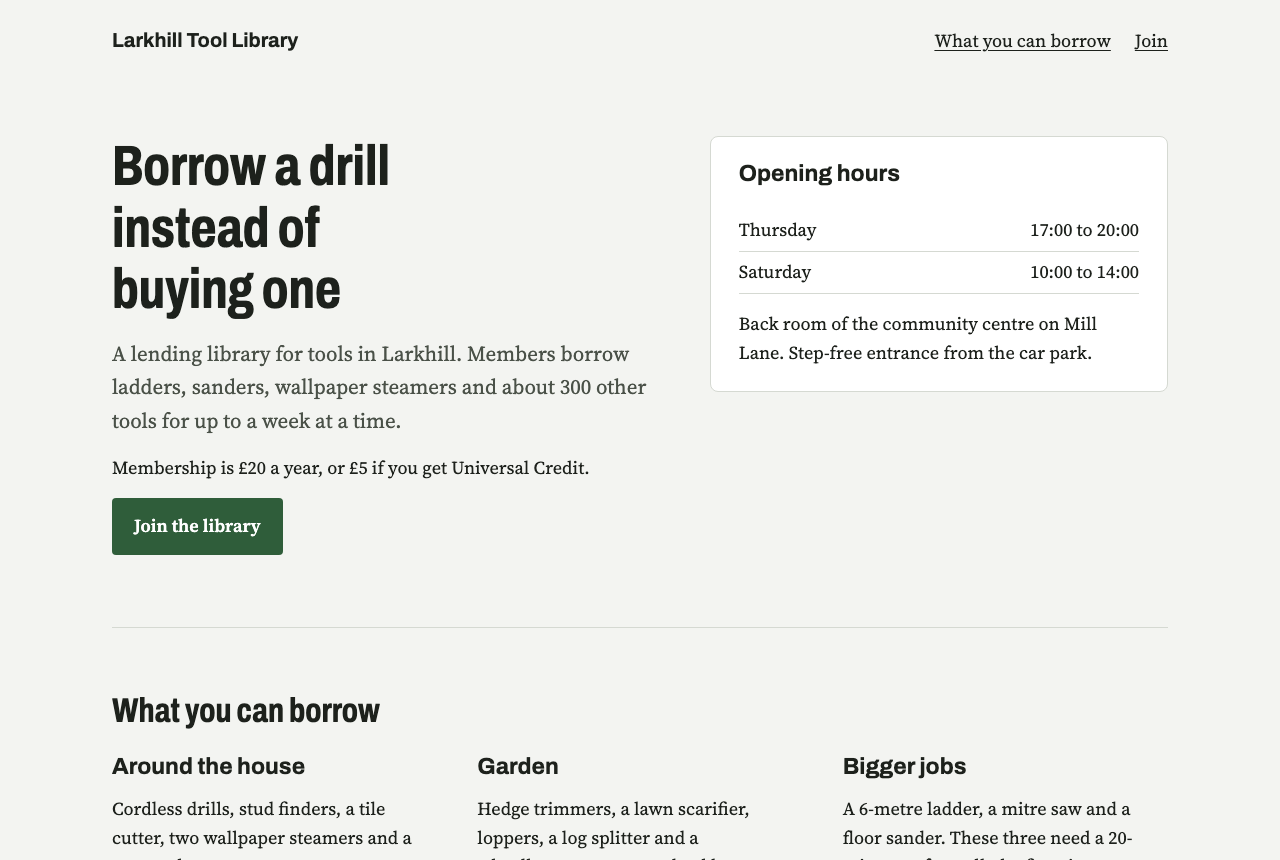 Larkhill Tool Library
What you can borrow
Join
Borrow a drill
instead of
buying one
A lending library for tools in Larkhill. Members borrow
ladders, sanders, wallpaper steamers and about 300 other
tools for up to a week at a time.
Membership is £20 a year, or £5 if you get Universal Credit.
Join the library
Opening hours
Thursday 17:00 to 20:00
Saturday 10:00 to 14:00
Back room of the community centre on Mill
Lane. Step-free entrance from the car park.
What you can borrow
Around the house
Cordless drills, stud finders, a tile
cutter, two wallpaper steamers and a
Garden
Hedge trimmers, a lawn scarifier,
loppers, a log splitter and a
Bigger jobs
A 6-metre ladder, a mitre saw and a
floor sander. These three need a 20-